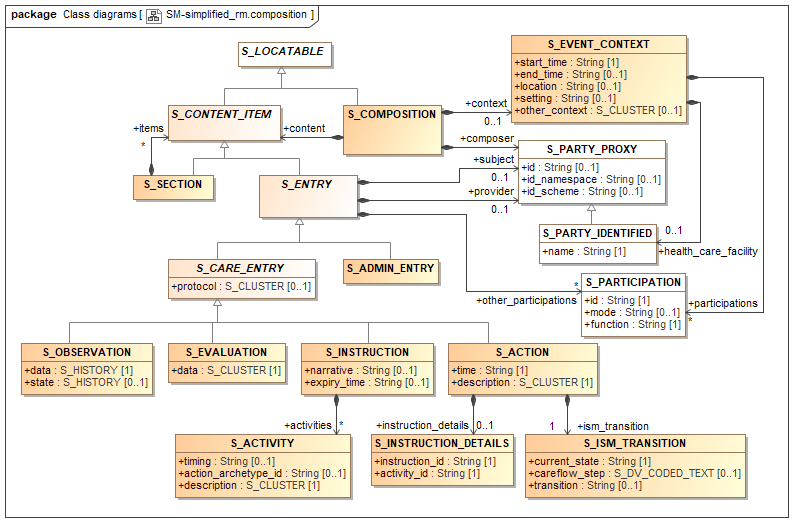 package Class diagrams [ SM-simplified_rm.composition ]
S_LOCATABLE
S_EVENT_CONTEXT
+start_time : String [1]
+end_time : String [0..1]
+location : String [0..1]
+setting : String [0..1]
+other_context : S_CLUSTER [0..1]
S_CONTENT_ITEM
S_COMPOSITION
+context
0..1
+items
*
+content
+composer
S_PARTY_PROXY
+id : String [0..1]
+id_namespace : String [0..1]
+id_scheme : String [0..1]
+subject
0..1
S_SECTION
S_ENTRY
+provider
0..1
S_PARTY_IDENTIFIED
+name : String [1]
0..1
+health_care_facility
S_CARE_ENTRY
+protocol : S_CLUSTER [0..1]
S_ADMIN_ENTRY
*
+other_participations
S_PARTICIPATION
+id : String [1]
+mode : String [0..1]
+function : String [1]
+participations
*
S_OBSERVATION
+data : S_HISTORY [1]
+state : S_HISTORY [0..1]
S_EVALUATION
+data : S_CLUSTER [1]
S_INSTRUCTION
+narrative : String [0..1]
+expiry_time : String [0..1]
S_ACTION
+time : String [1]
+description : S_CLUSTER [1]
+activities
*
+instruction_details
0..1
1
+ism_transition
S_ACTIVITY
+timing : String [0..1]
+action_archetype_id : String [0..1]
+description : S_CLUSTER [1]
S_INSTRUCTION_DETAILS
+instruction_id : String [1]
+activity_id : String [1]
S_ISM_TRANSITION
+current_state : String [1]
+careflow_step : S_DV_CODED_TEXT [0..1]
+transition : String [0..1]